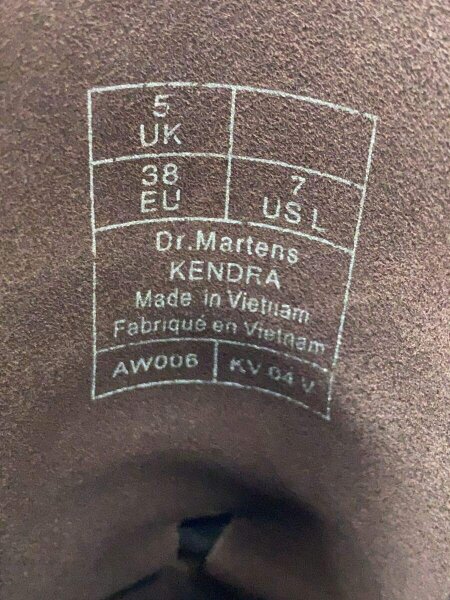 5
UK
38
EU
7
US L
Dr.Martens
KENDRA
Made in Vietnam
Fabriqué en Vietnam
AW006
KV 04 V